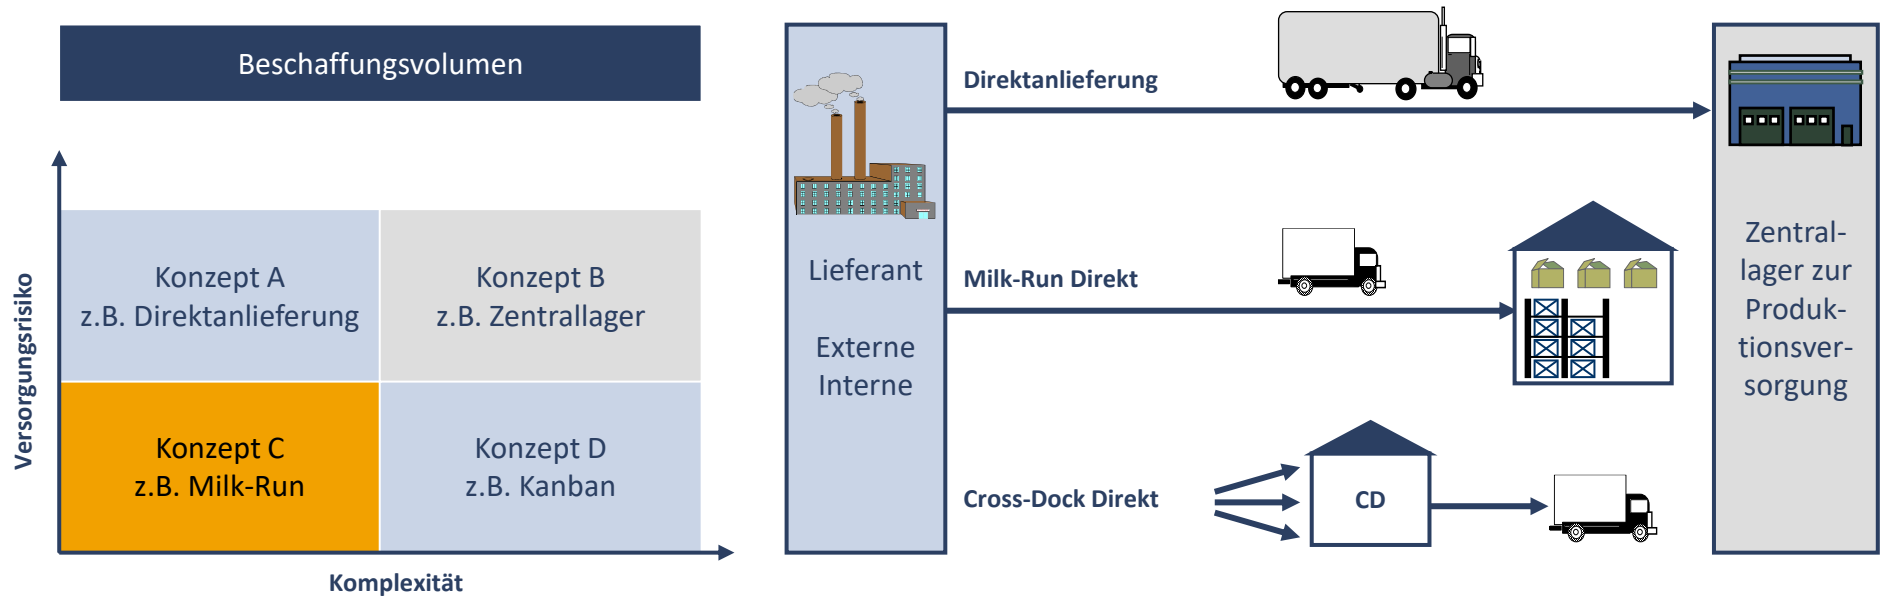 Beschaffungsvolumen
Versorgungsrisiko
Konzept A
z.B. Direktanlieferung
Konzept B
z.B. Zentrallager
Konzept C
z.B. Milk-Run
Konzept D
z.B. Kanban
Komplexität
Lieferant
Externe
Interne
Direktanlieferung
Milk-Run Direkt
Cross-Dock Direkt
CD
Zentral-
lager zur
Produk-
tionsver-
sorgung